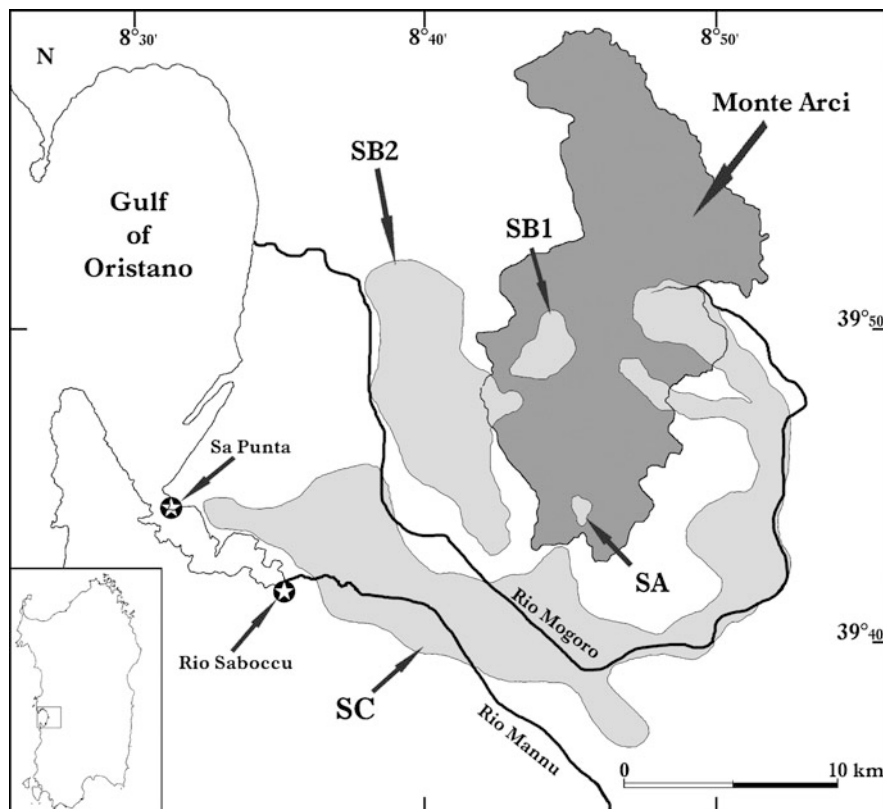 8°30'
8°40'
8°50'
N
Monte Arci
SB2
Gulf
of
Oristano
SB1
39°50'
Sa Punta
SA
Rio Mogoro
39°40'
Rio Saboccu
SC
Rio Mannu
0
10 km